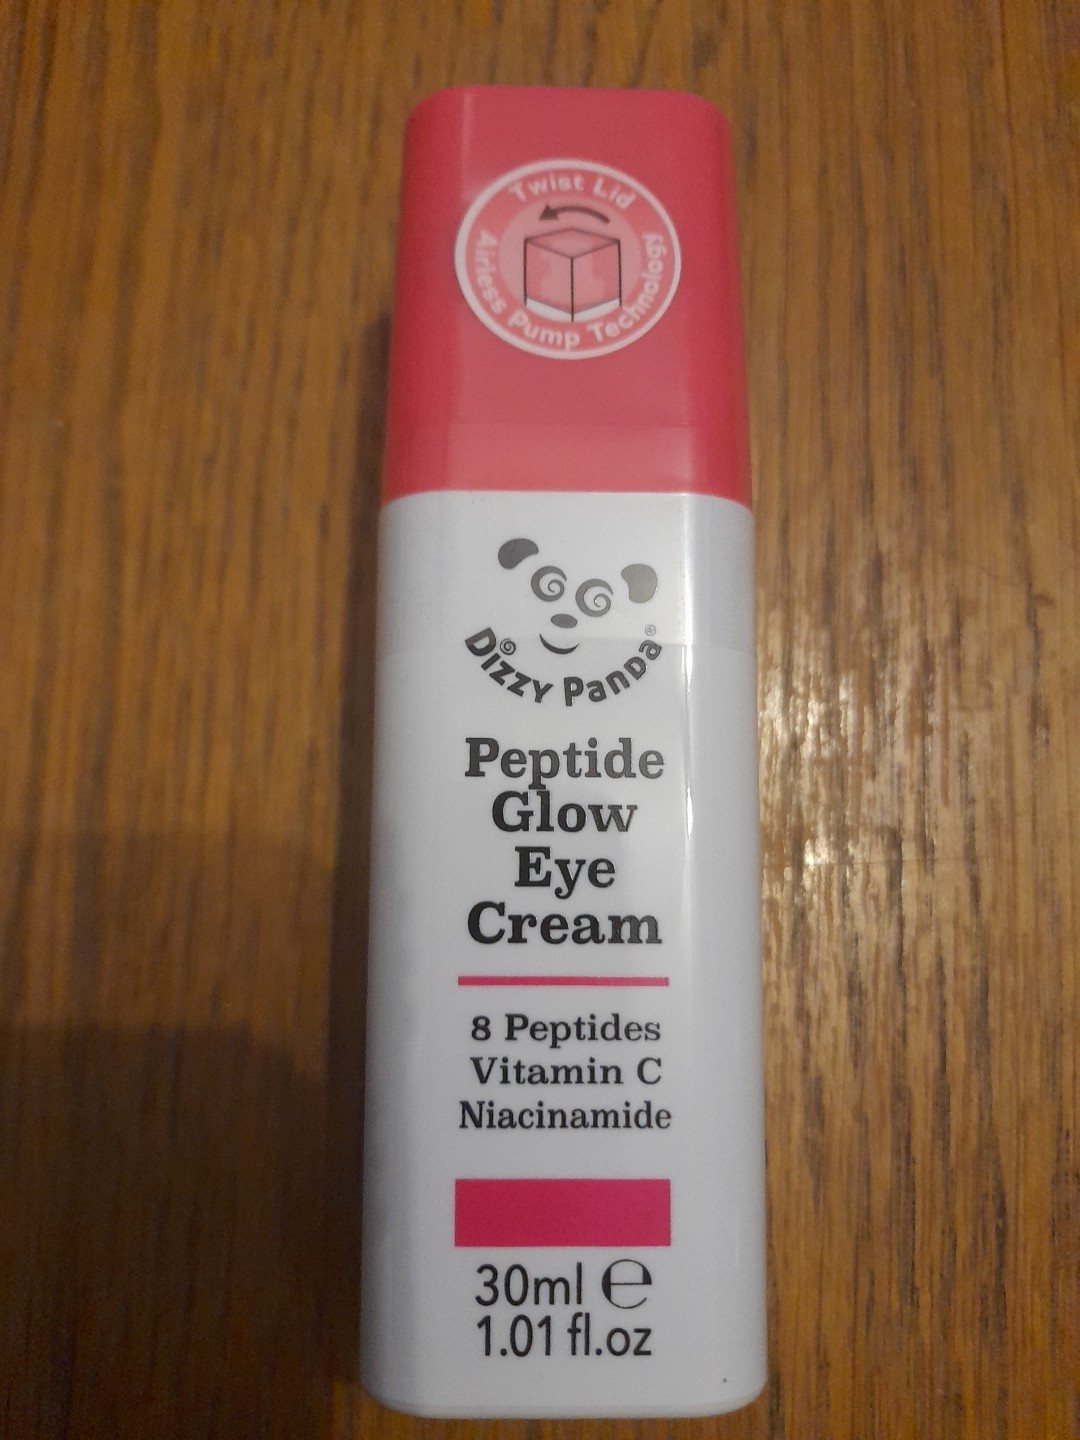 Twist Lid
Airless Pump Technology
Dizzy Panda®
Peptide
Glow
Eye
Cream
8 Peptides
Vitamin C
Niacinamide
30ml ℮
1.01 fl.oz